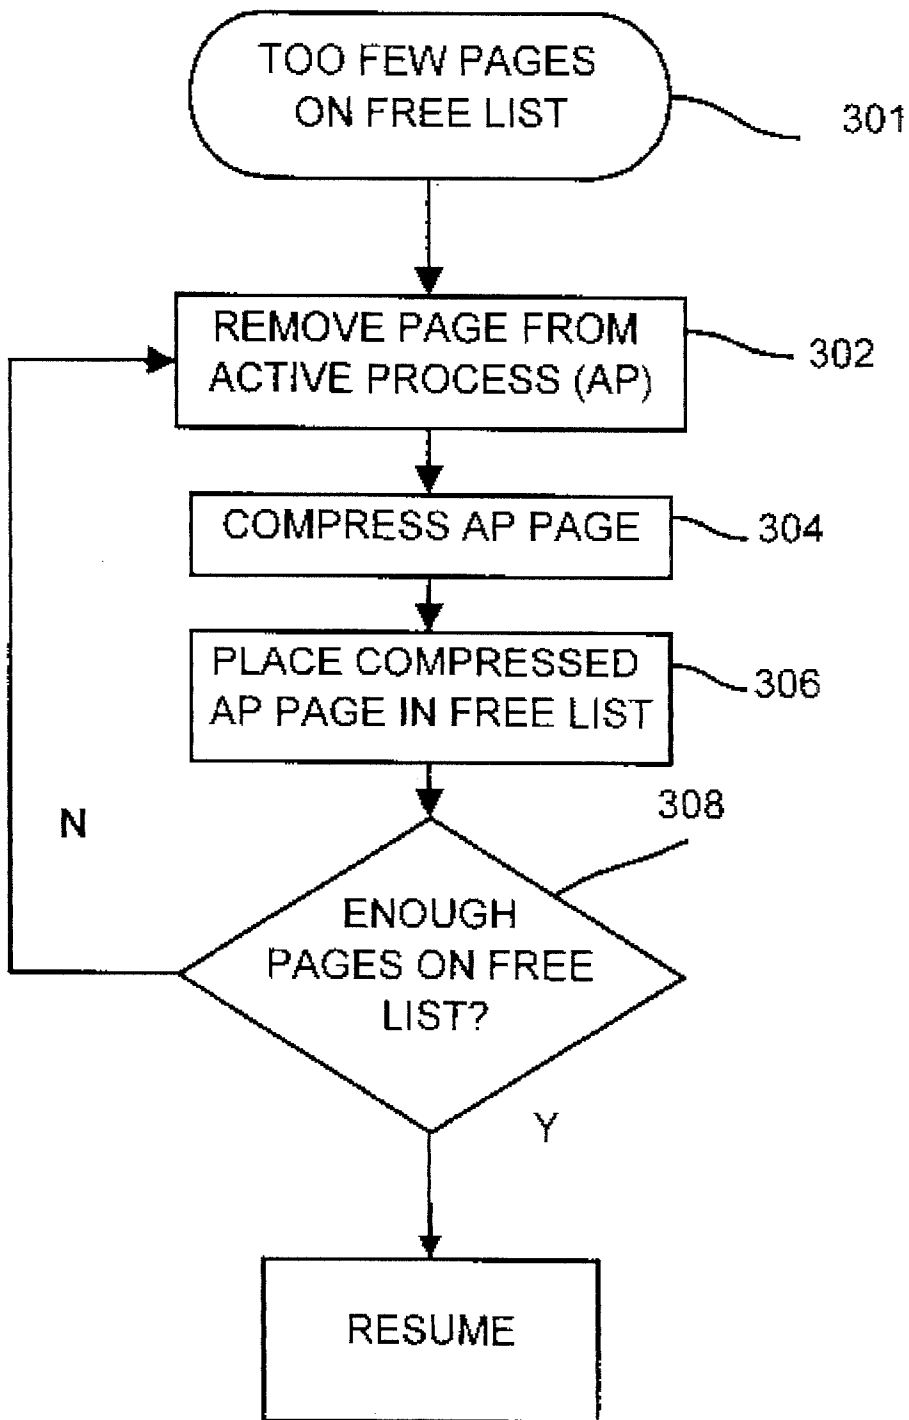 TOO FEW PAGES
ON FREE LIST
301
REMOVE PAGE FROM
ACTIVE PROCESS (AP)
302
COMPRESS AP PAGE
304
PLACE COMPRESSED
AP PAGE IN FREE LIST
306
308
N
ENOUGH
PAGES ON FREE
LIST?
Y
RESUME